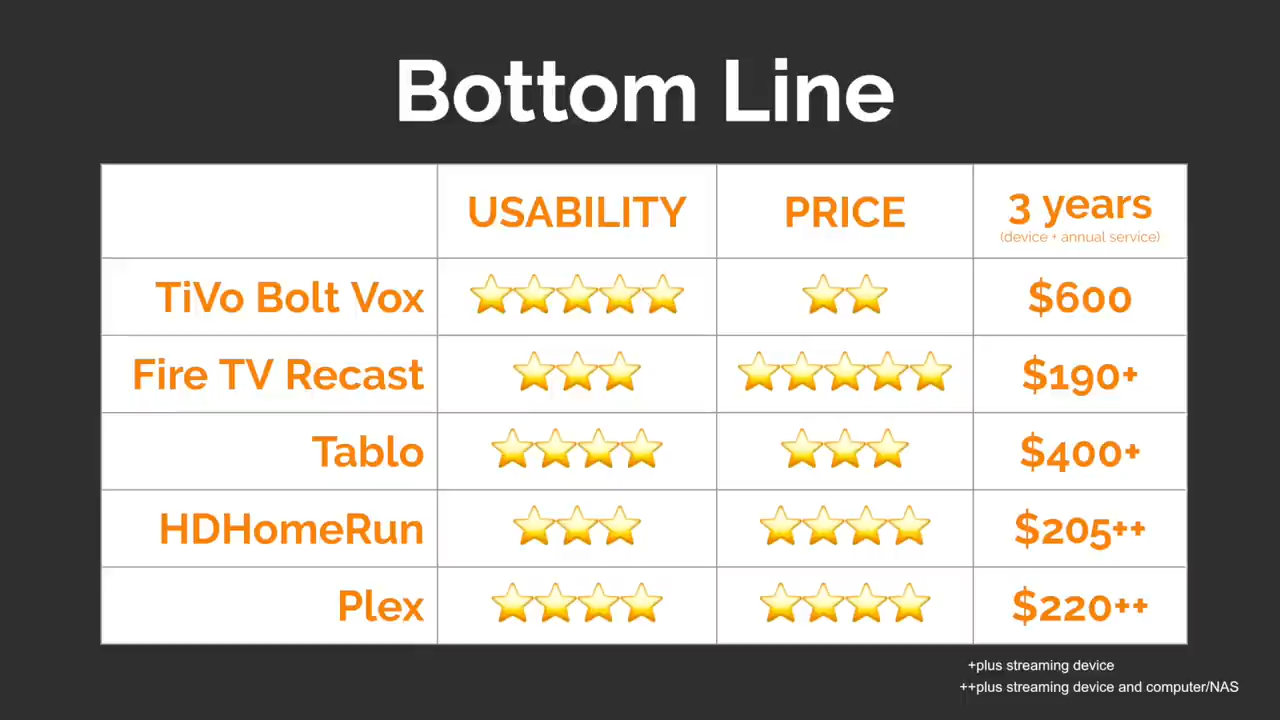 Bottom Line
USABILITY PRICE 3 years
(device + annual service)
TiVo Bolt Vox ⭐⭐⭐⭐⭐ ⭐⭐ $600
Fire TV Recast ⭐⭐⭐ ⭐⭐⭐⭐⭐ $190+
Tablo ⭐⭐⭐⭐ ⭐⭐⭐ $400+
HDHomeRun ⭐⭐⭐ ⭐⭐⭐⭐ $205++
Plex ⭐⭐⭐⭐ ⭐⭐⭐⭐ $220++
+plus streaming device
++plus streaming device and computer/NAS